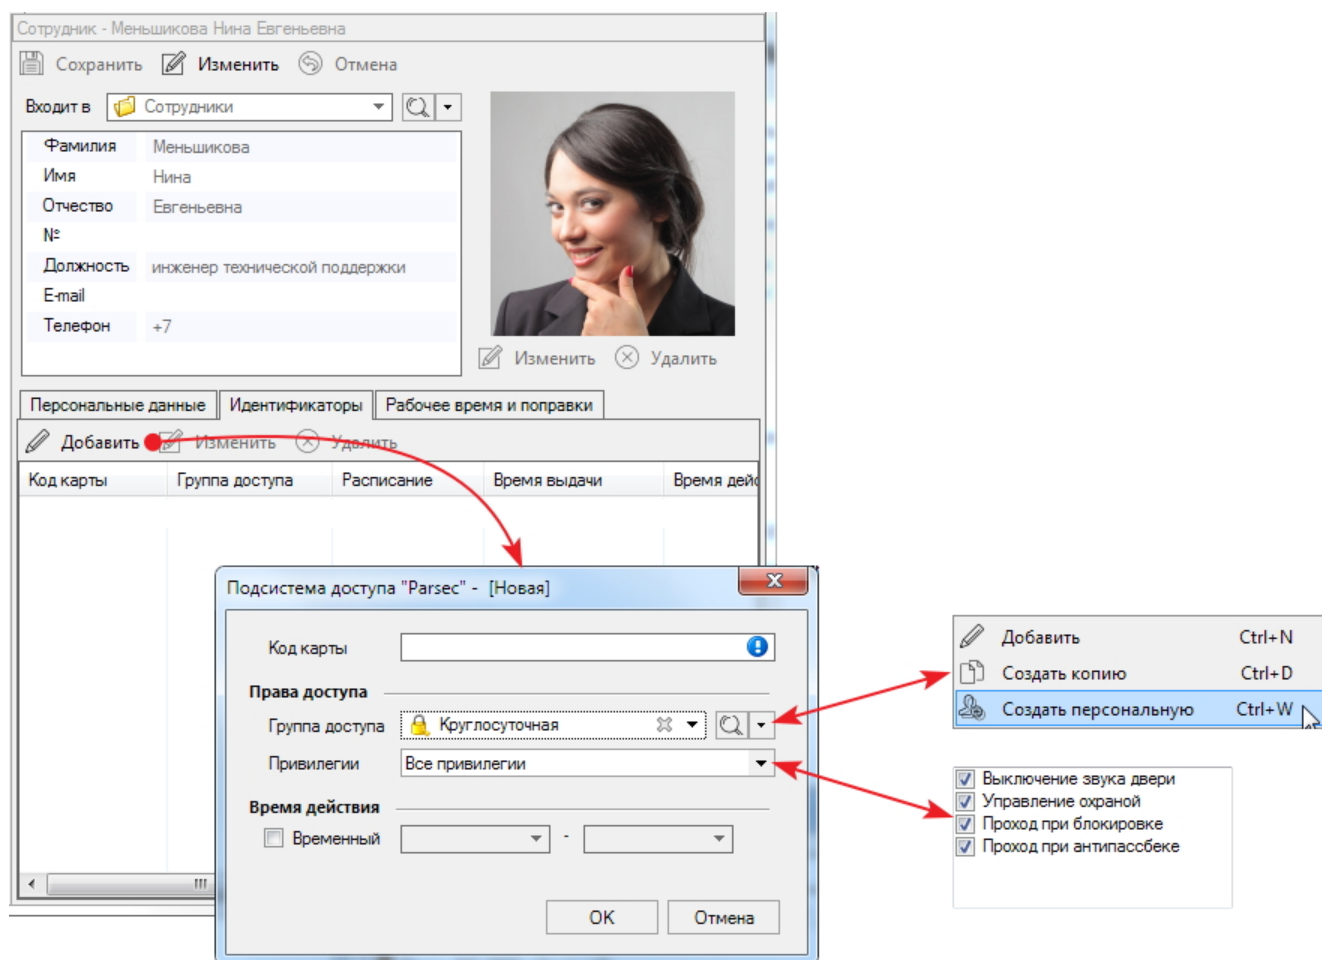 Сотрудник - Меньшикова Нина Евгеньевна
Сохранить Изменить Отмена
Входит в Сотрудники
Фамилия Меньшикова
Имя Нина
Отчество Евгеньевна
№
Должность инженер технической поддержки
E-mail
Телефон +7
Изменить Удалить
Персональные данные Идентификаторы Рабочее время и поправки
Добавить Изменить Удалить
Код карты Группа доступа Расписание Время выдачи Время дейс
Подсистема доступа "Parsec" - [Новая]
Код карты
Права доступа
Группа доступа Круглосуточная
Привилегии Все привилегии
Время действия
Временный -
OK Отмена
Добавить Ctrl+N
Создать копию Ctrl+D
Создать персональную Ctrl+W
Выключение звука двери
Управление охраной
Проход при блокировке
Проход при антипассбеке